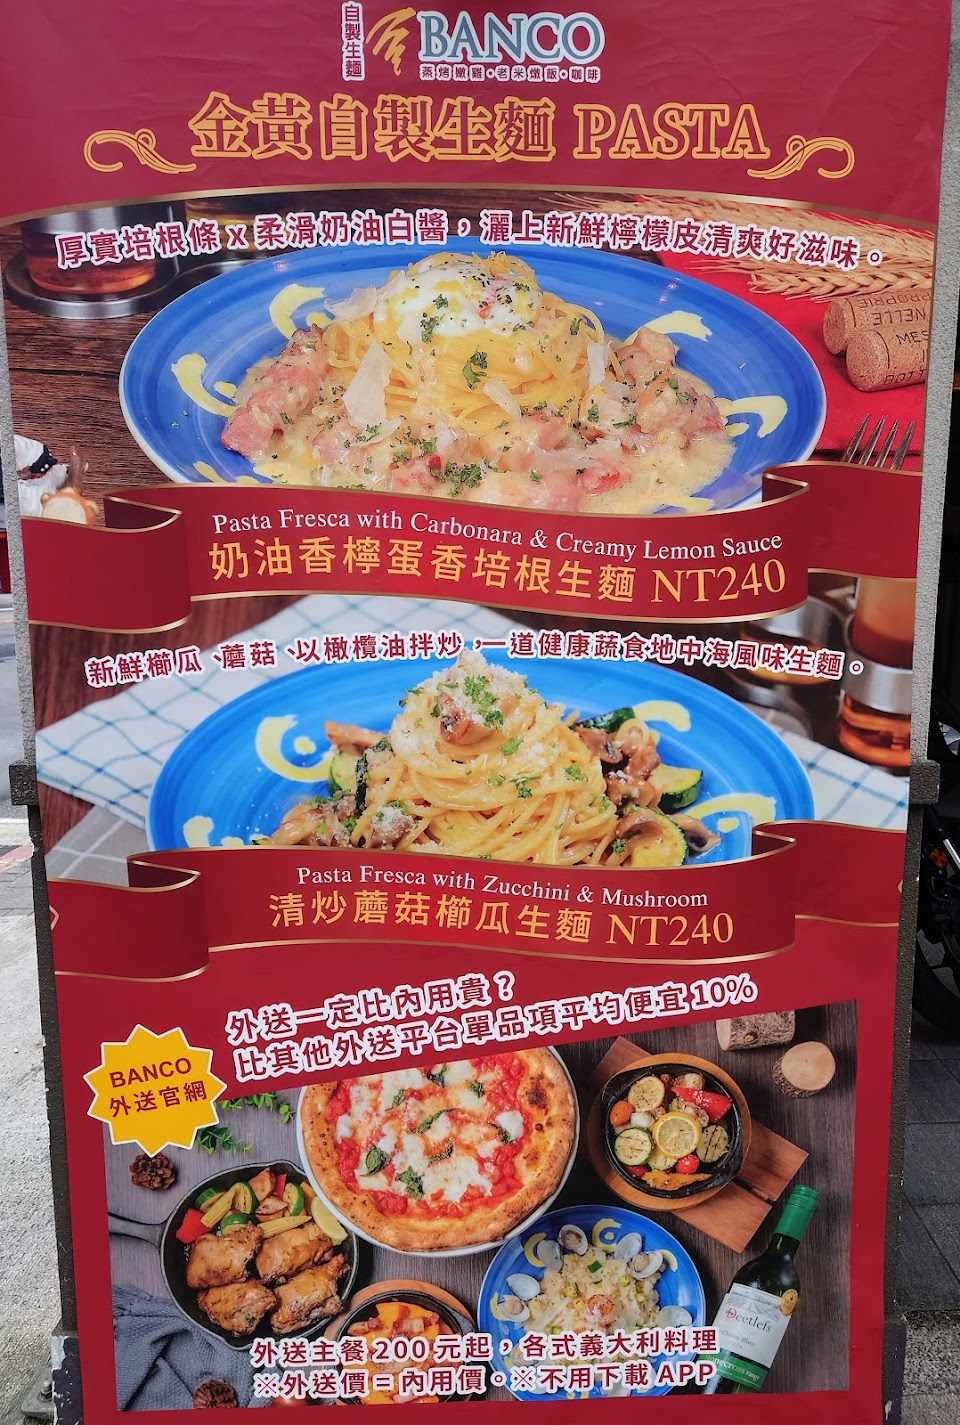 自製生麵
BANCO
蒸烤嫩雞·老米燉飯·咖啡
金黃自製生麵 PASTA
厚實培根條 x 柔滑奶油白醬，灑上新鮮檸檬皮清爽好滋味。
PROPRIE
NELLE
MES
BOTT
Pasta Fresca with Carbonara & Creamy Lemon Sauce
奶油香檸蛋香培根生麵 NT240
新鮮櫛瓜、蘑菇、以橄欖油拌炒，一道健康蔬食地中海風味生麵。
Pasta Fresca with Zucchini & Mushroom
清炒蘑菇櫛瓜生麵 NT240
外送一定比內用貴？
比其他外送平台單品項平均便宜 10%
BANCO
外送官網
Beetlefs
Chenin Blanc
外送主餐 200 元起，各式義大利料理
※外送價＝內用價。※不用下載 APP